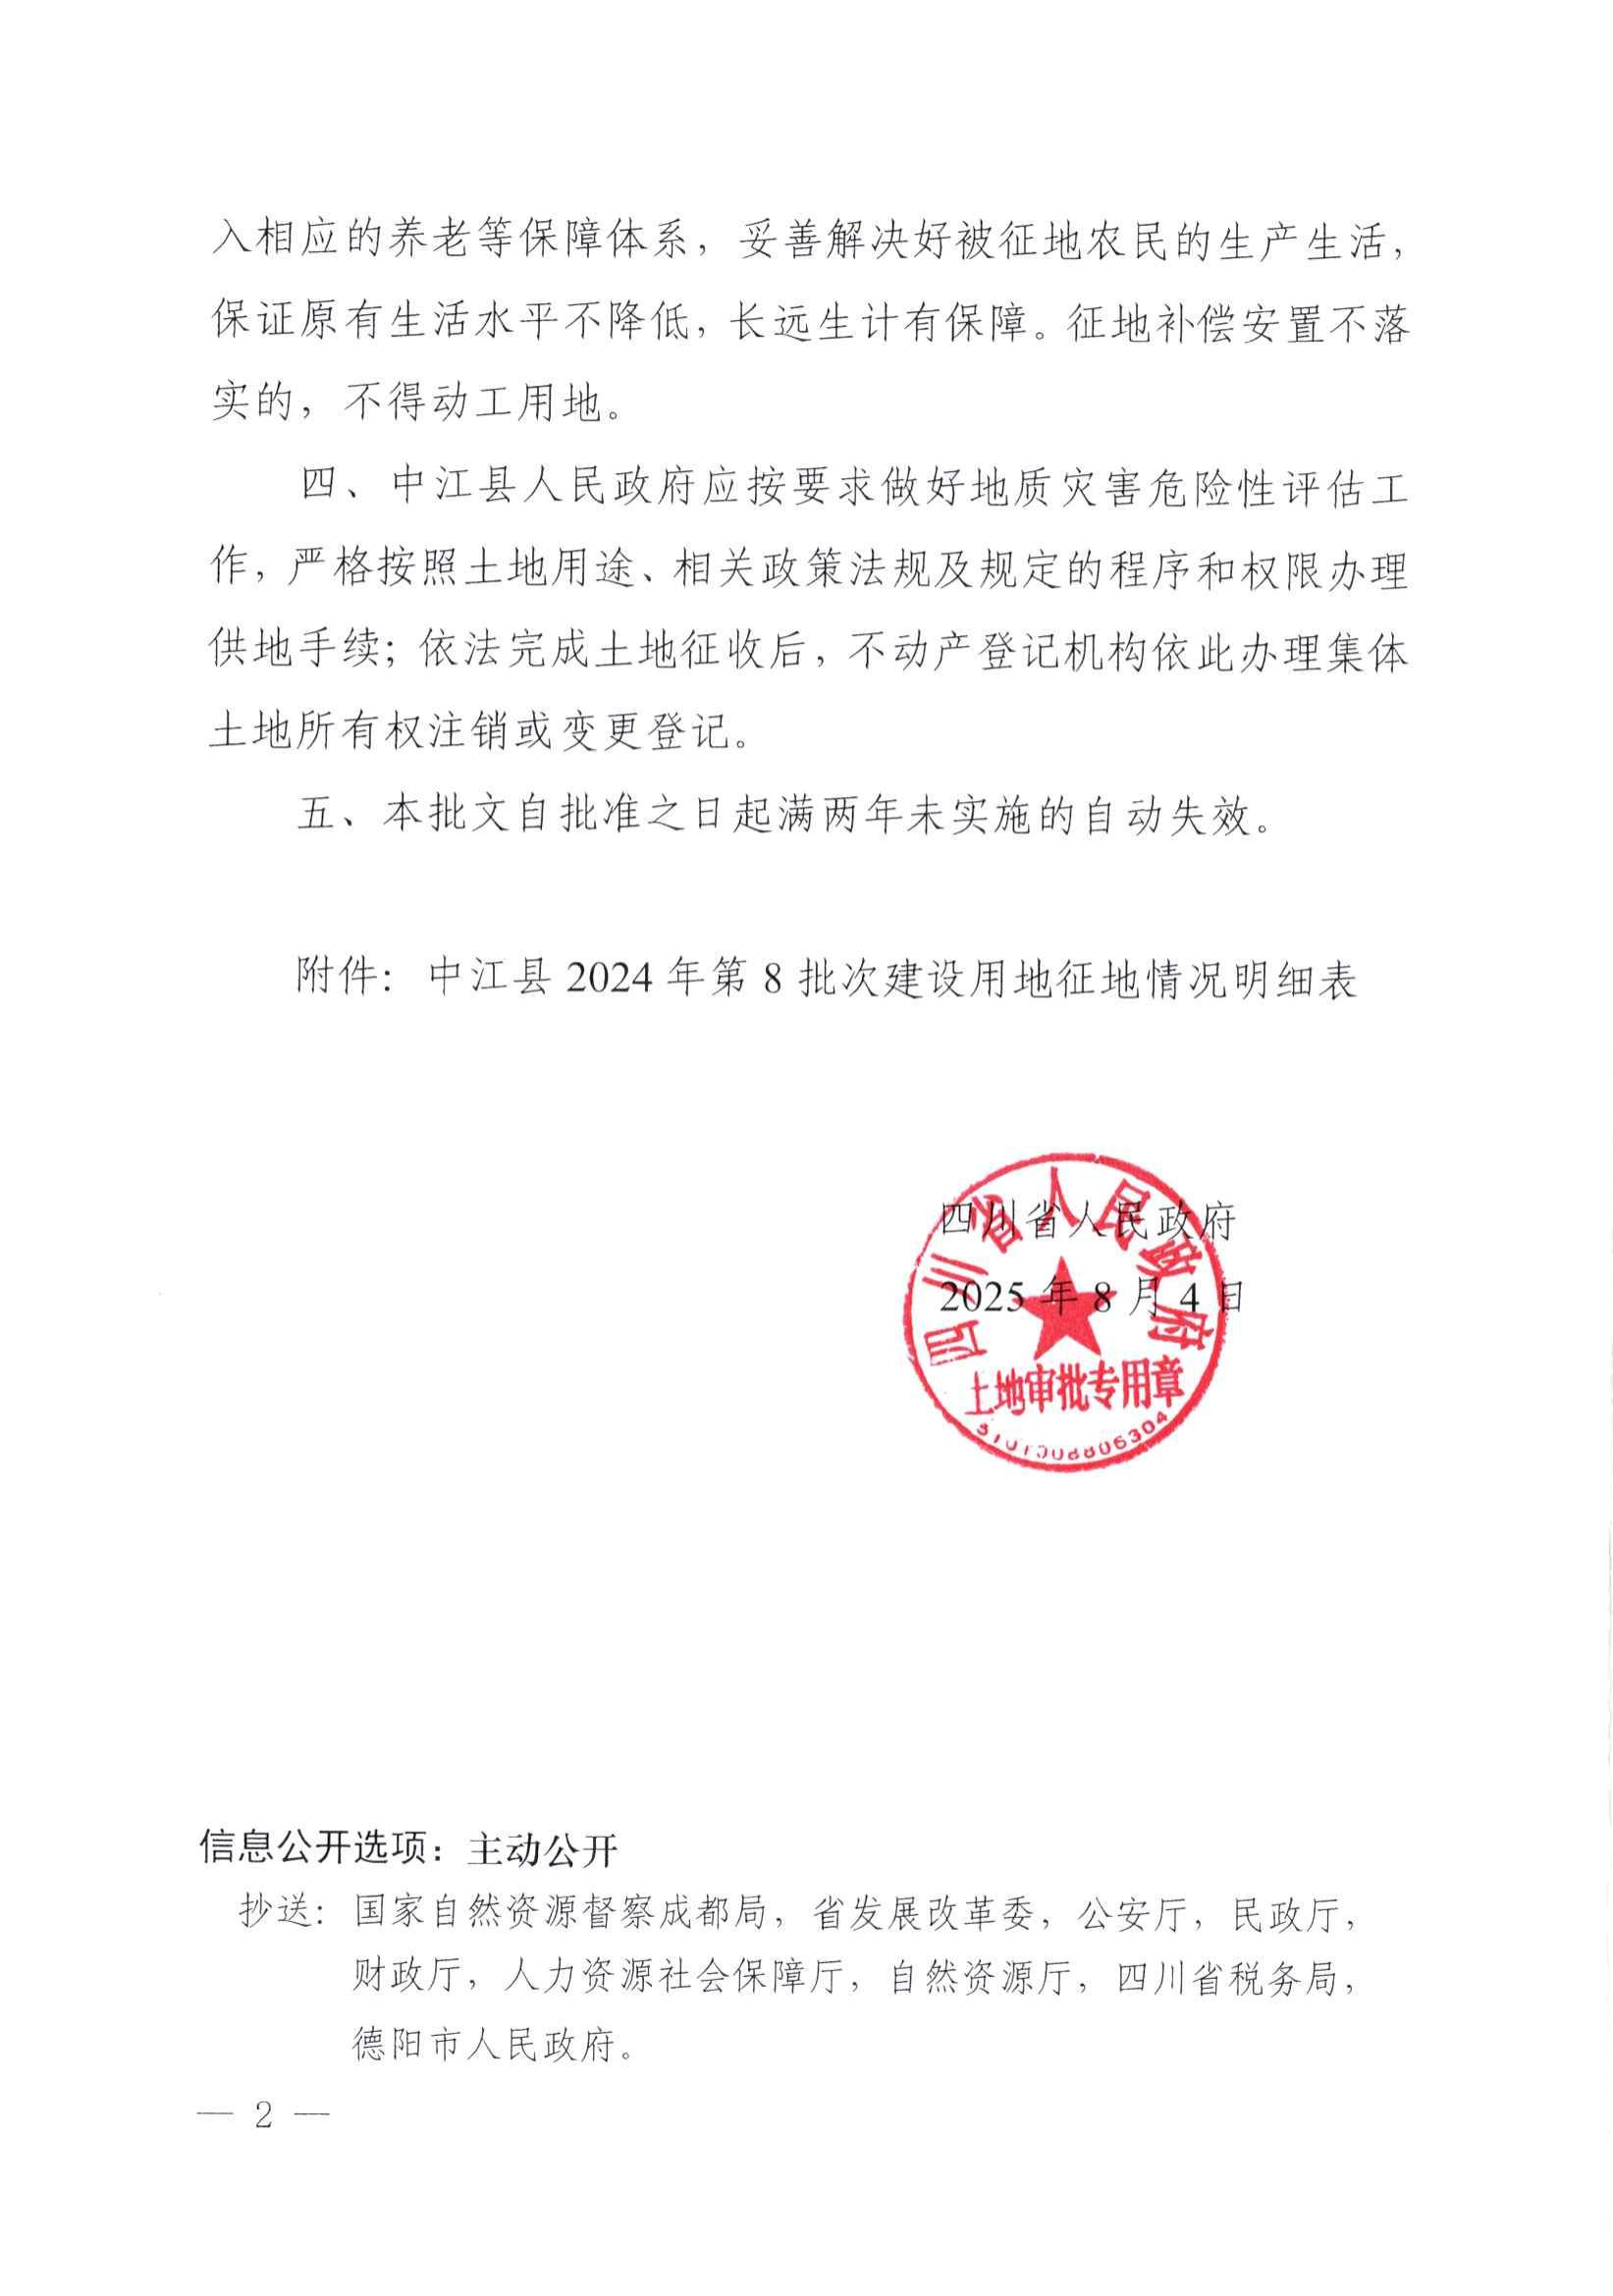 入相应的养老等保障体系，妥善解决好被征地农民的生产生活，
保证原有生活水平不降低，长远生计有保障。征地补偿安置不落
实的，不得动工用地。
四、中江县人民政府应按要求做好地质灾害危险性评估工
作，严格按照土地用途、相关政策法规及规定的程序和权限办理
供地手续；依法完成土地征收后，不动产登记机构依此办理集体
土地所有权注销或变更登记。
五、本批文自批准之日起满两年未实施的自动失效。
附件：中江县 2024 年第 8 批次建设用地征地情况明细表
四川省人民政府
2025 年 8 月 4 日
四川省人民政府
土地审批专用章
信息公开选项：主动公开
抄送：国家自然资源督察成都局，省发展改革委，公安厅，民政厅，
财政厅，人力资源社会保障厅，自然资源厅，四川省税务局，
德阳市人民政府。
— 2 —